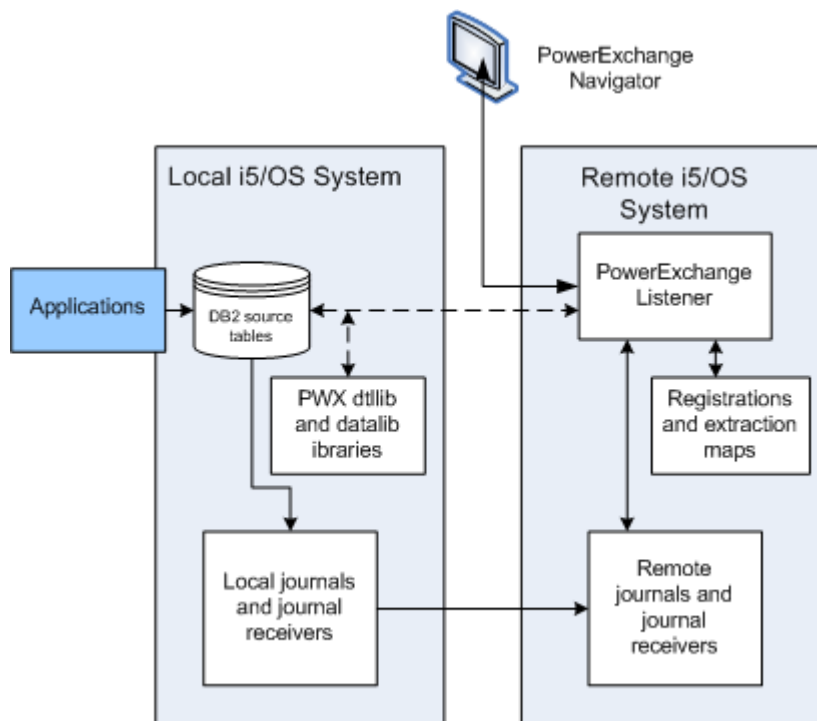 PowerExchange
Navigator
Local i5/OS System
Remote i5/OS
System
Applications
DB2 source
tables
PowerExchange
Listener
PWX dtllib
and datalib
ibraries
Registrations
and extraction
maps
Local journals
and journal
receivers
Remote
journals and
journal
receivers